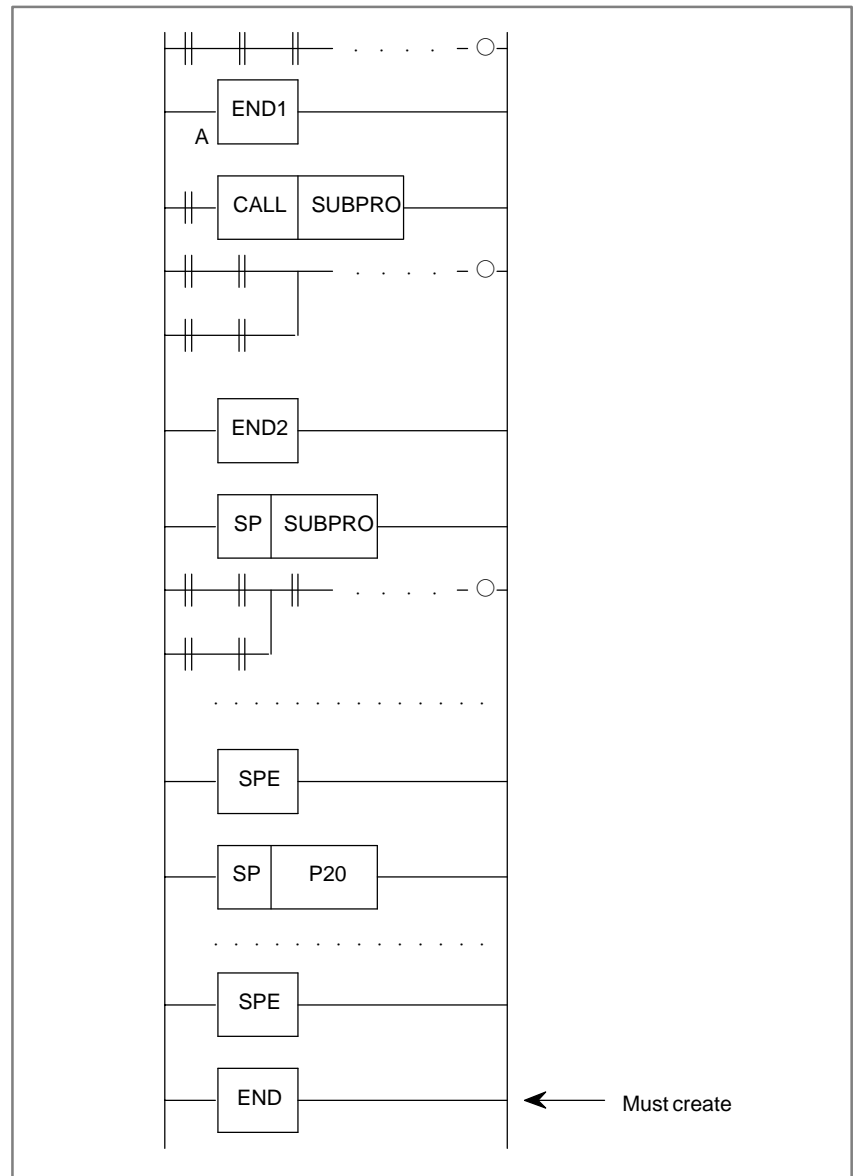 END1
A
CALL SUBPRO
END2
SP SUBPRO
SPE
SP P20
SPE
END
Must create